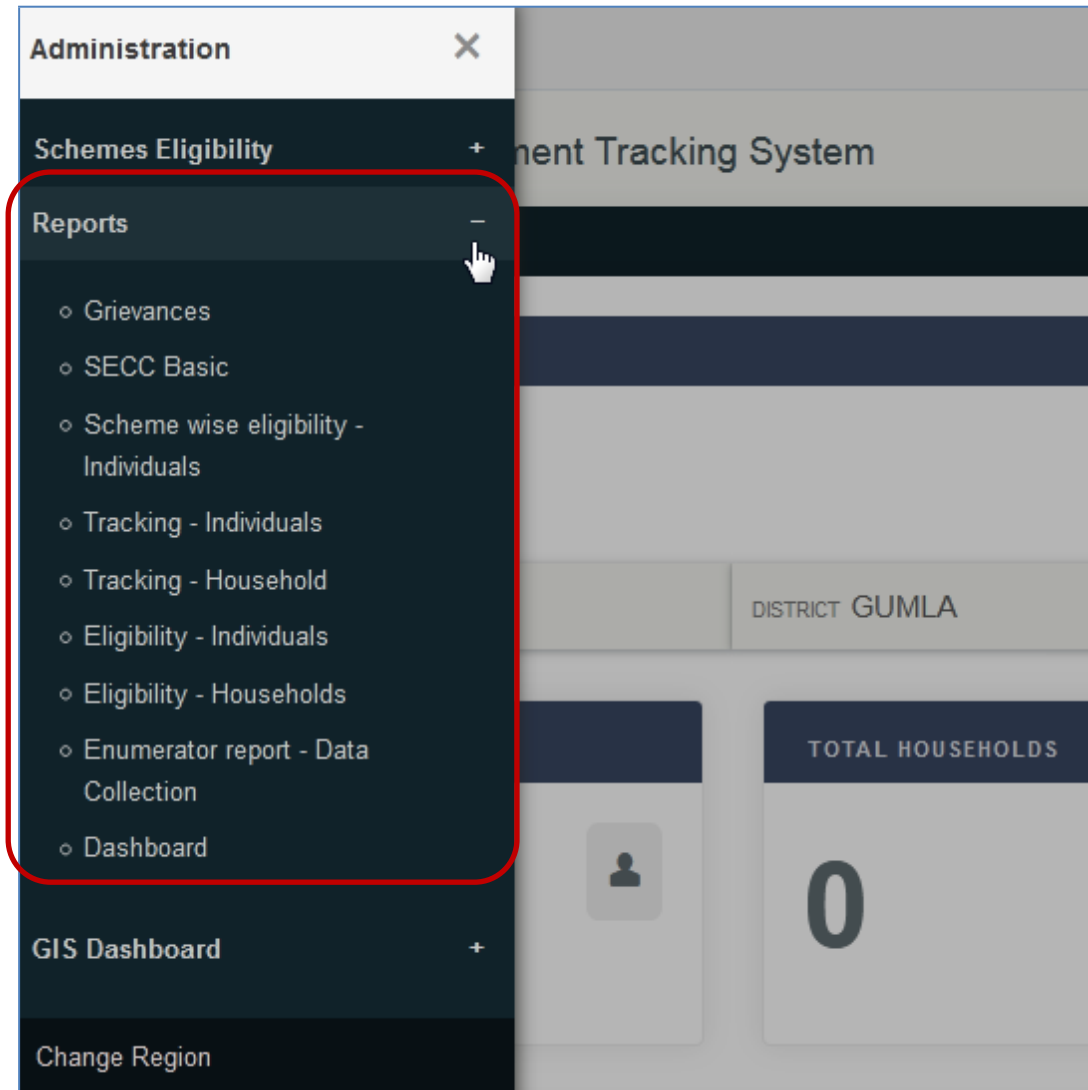 Administration
Schemes Eligibility
Reports
Grievances
SECC Basic
Scheme wise eligibility -
Individuals
Tracking - Individuals
Tracking - Household
Eligibility - Individuals
Eligibility - Households
Enumerator report - Data
Collection
Dashboard
GIS Dashboard
Change Region
Tracking System
DISTRICT GUMLA
TOTAL HOUSEHOLDS
0